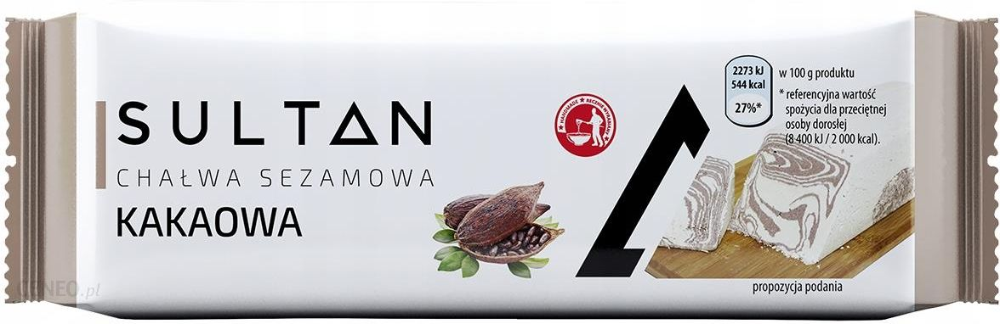 SULTAN
CHAŁWA SEZAMOWA
KAKAOWA
HANDMADE ★ RĘCZNIE WYRABIANA ★
2273 kJ
544 kcal
27%*
w 100 g produktu
* referencyjna wartość
spożycia dla przeciętnej
osoby dorosłej
(8 400 kJ / 2 000 kcal).
propozycja podania
CENEO.pl